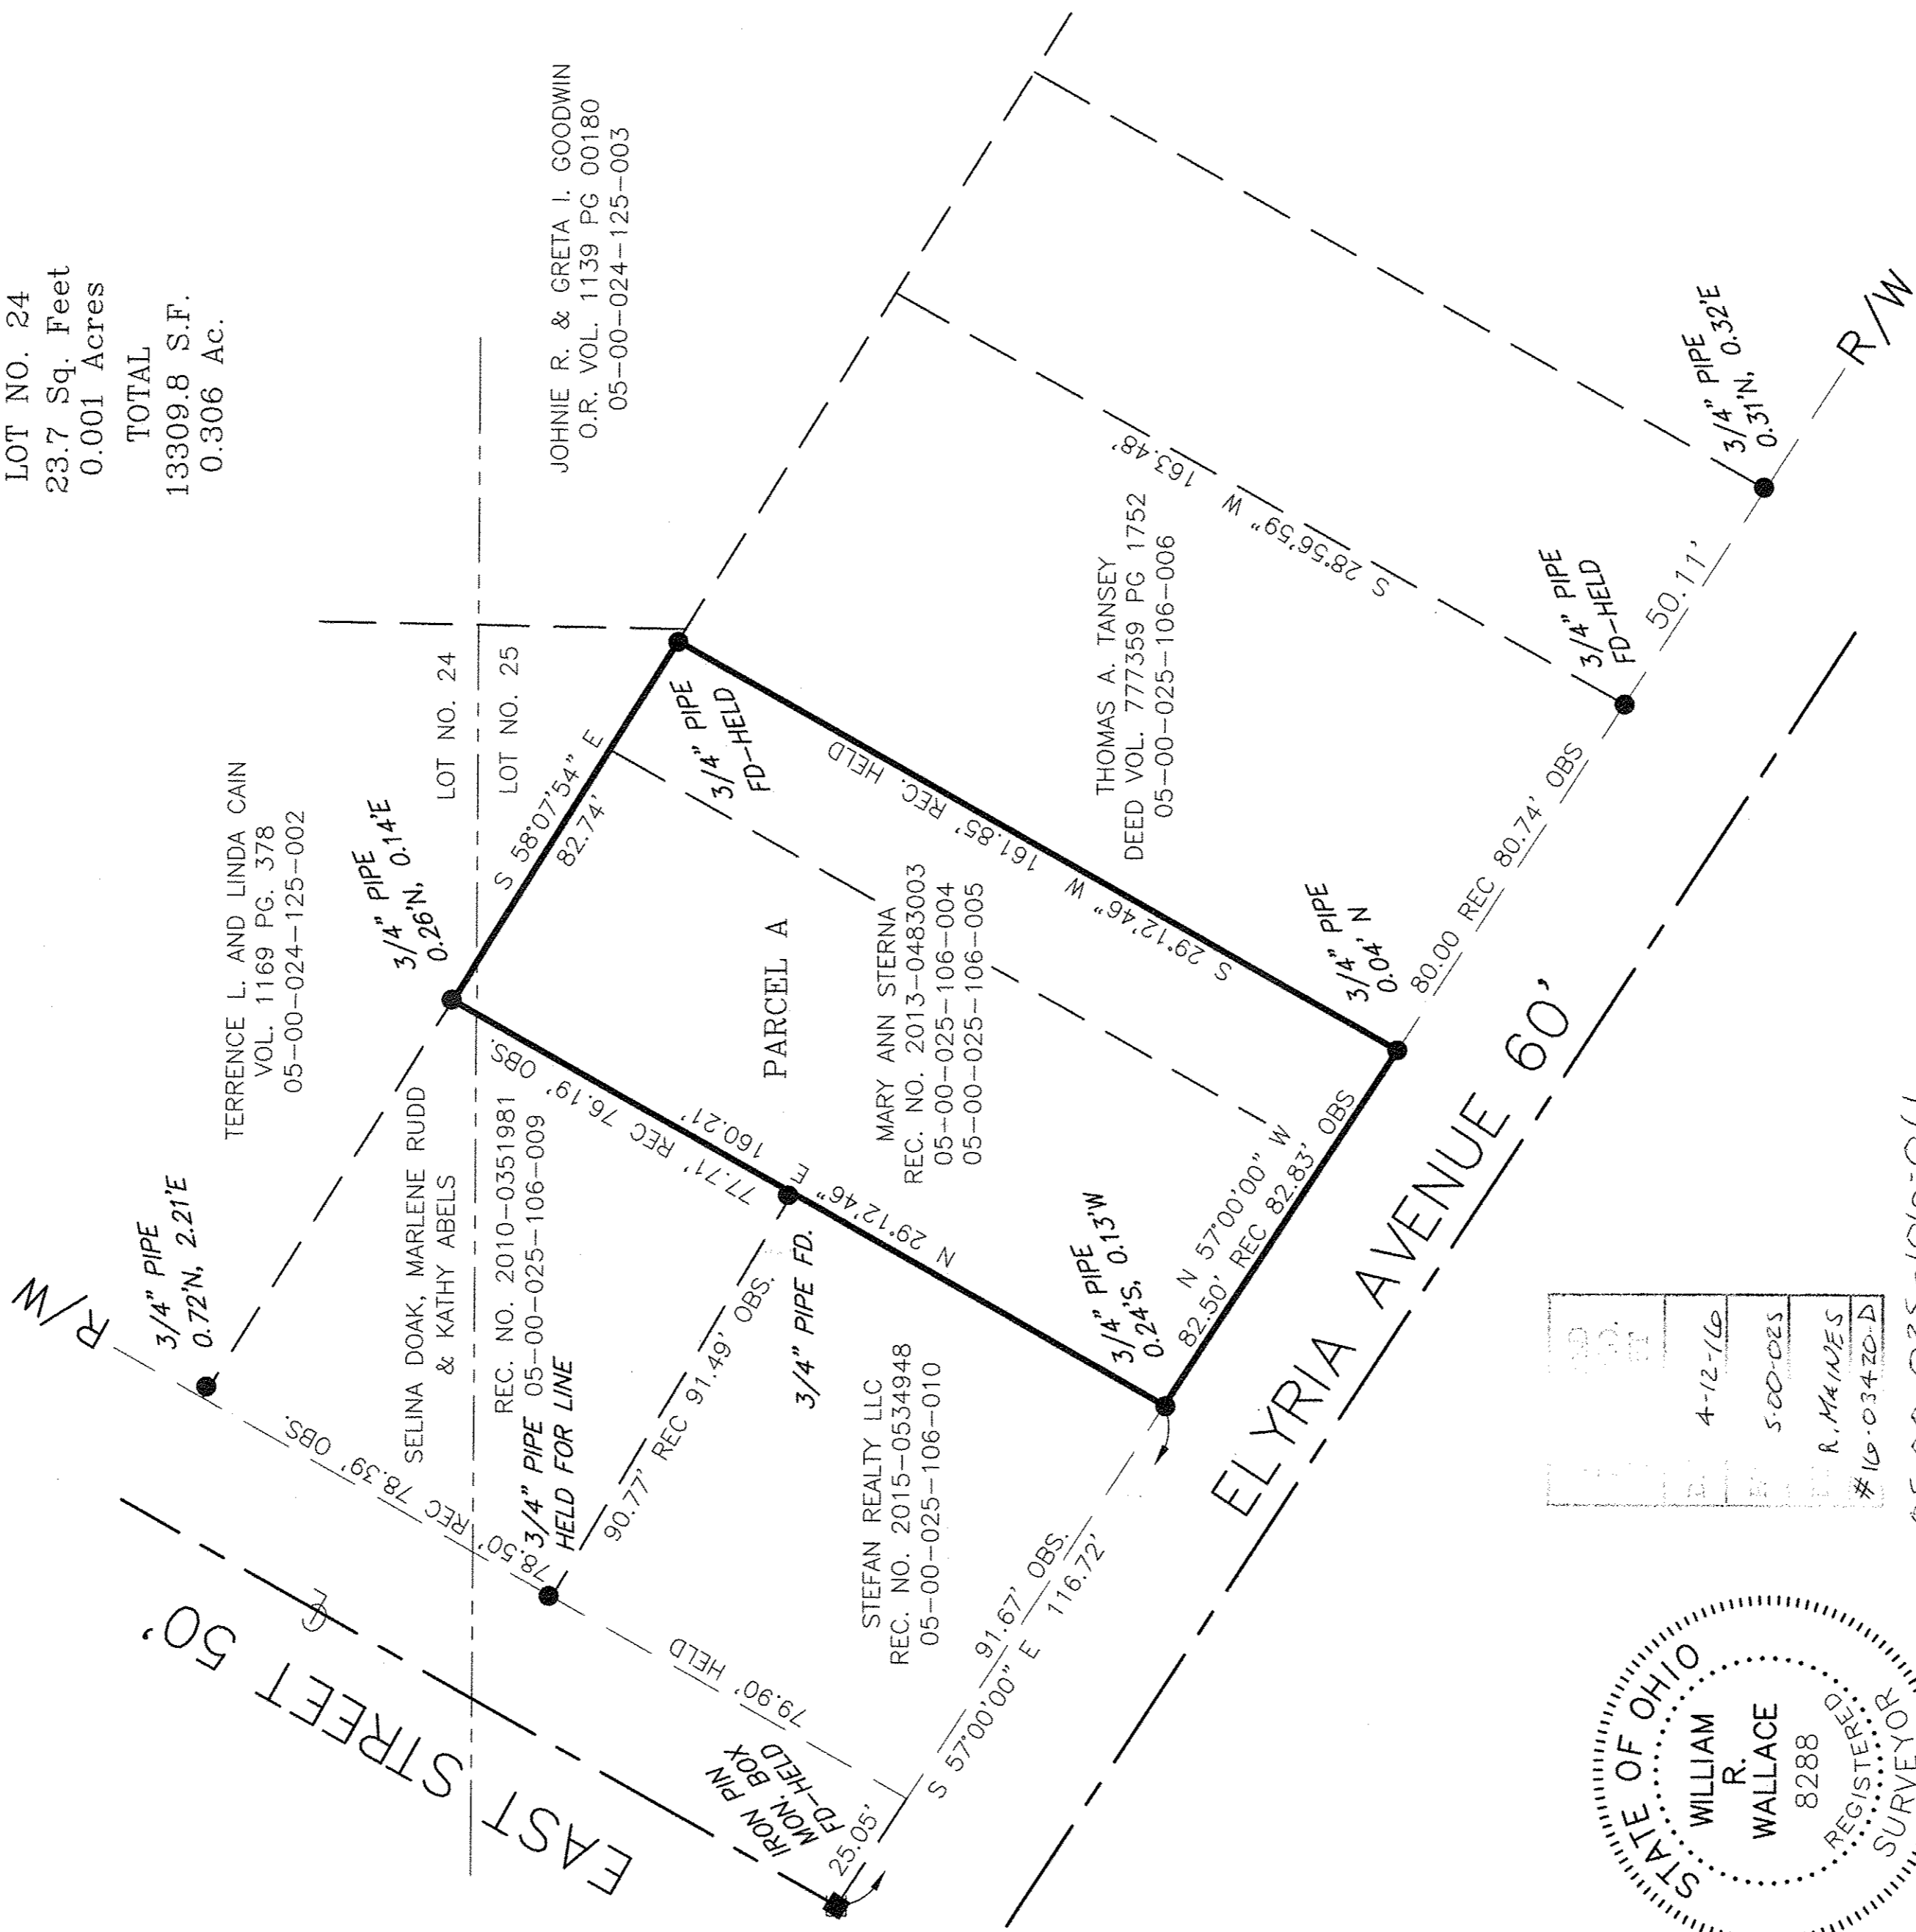 LOT NO. 24
23.7 Sq. Feet
0.001 Acres
TOTAL
13309.8 S.F.
0.306 Ac.
JOHNIE R. & GRETA I. GOODWIN
O.R. VOL. 1139 PG 00180
05-00-024-125-003
TERRENCE L. AND LINDA CAIN
VOL. 1169 PG. 378
05-00-024-125-002
LOT NO. 24
LOT NO. 25
R/W
3/4" PIPE
0.72'N, 2.21'E
3/4" PIPE
0.26'N, 0.14'E
S 58°07'54" E
82.74'
3/4" PIPE
FD-HELD
SELINA DOAK, MARLENE RUDD
& KATHY ABELS
REC. NO. 2010-0351981
05-00-025-106-009
78.50' REC 78.39' OBS.
3/4" PIPE
HELD FOR LINE
77.71' REC 76.19' OBS.
160.21'
N 29°12'46" E
90.77' REC 91.49' OBS.
3/4" PIPE FD.
PARCEL A
MARY ANN STERNA
REC. NO. 2013-0483003
05-00-025-106-004
05-00-025-106-005
S 29°12'46" W 161.85' REC. HELD
THOMAS A. TANSEY
DEED VOL. 777359 PG 1752
05-00-025-106-006
S 28°56'59" W 163.48'
3/4" PIPE
0.31'N, 0.32'E
R/W
3/4" PIPE
FD-HELD
50.11'
80.00 REC 80.74' OBS
3/4" PIPE
0.04' N
N 57°00'00" W
82.50' REC 82.83' OBS
3/4" PIPE
0.24'S, 0.13'W
STEFAN REALTY LLC
REC. NO. 2015-0534948
05-00-025-106-010
79.90' HELD
91.67' OBS.
S 57°00'00" E 116.72'
25.05'
IRON PIN
MON. BOX
FD-HELD
EAST STREET 50'
ELYRIA AVENUE 60'
4-12-16
5-00-025
R. MAINES
#16-03420-D
STATE OF OHIO
WILLIAM
R.
WALLACE
8288
REGISTERED
SURVEYOR